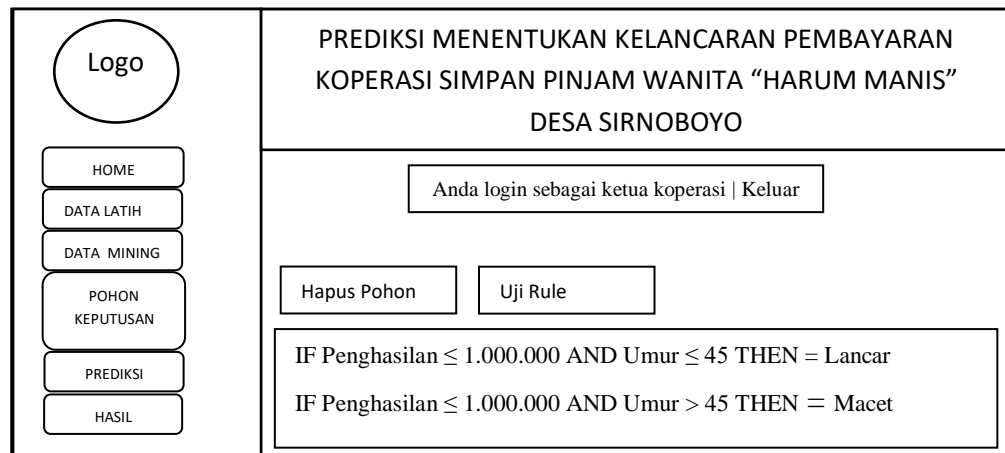 Logo
PREDIKSI MENENTUKAN KELANCARAN PEMBAYARAN
KOPERASI SIMPAN PINJAM WANITA “HARUM MANIS”
DESA SIRNOBOYO
HOME
DATA LATIH
DATA MINING
POHON
KEPUTUSAN
PREDIKSI
HASIL
Anda login sebagai ketua koperasi | Keluar
Hapus Pohon
Uji Rule
IF Penghasilan ≤ 1.000.000 AND Umur ≤ 45 THEN = Lancar
IF Penghasilan ≤ 1.000.000 AND Umur > 45 THEN = Macet